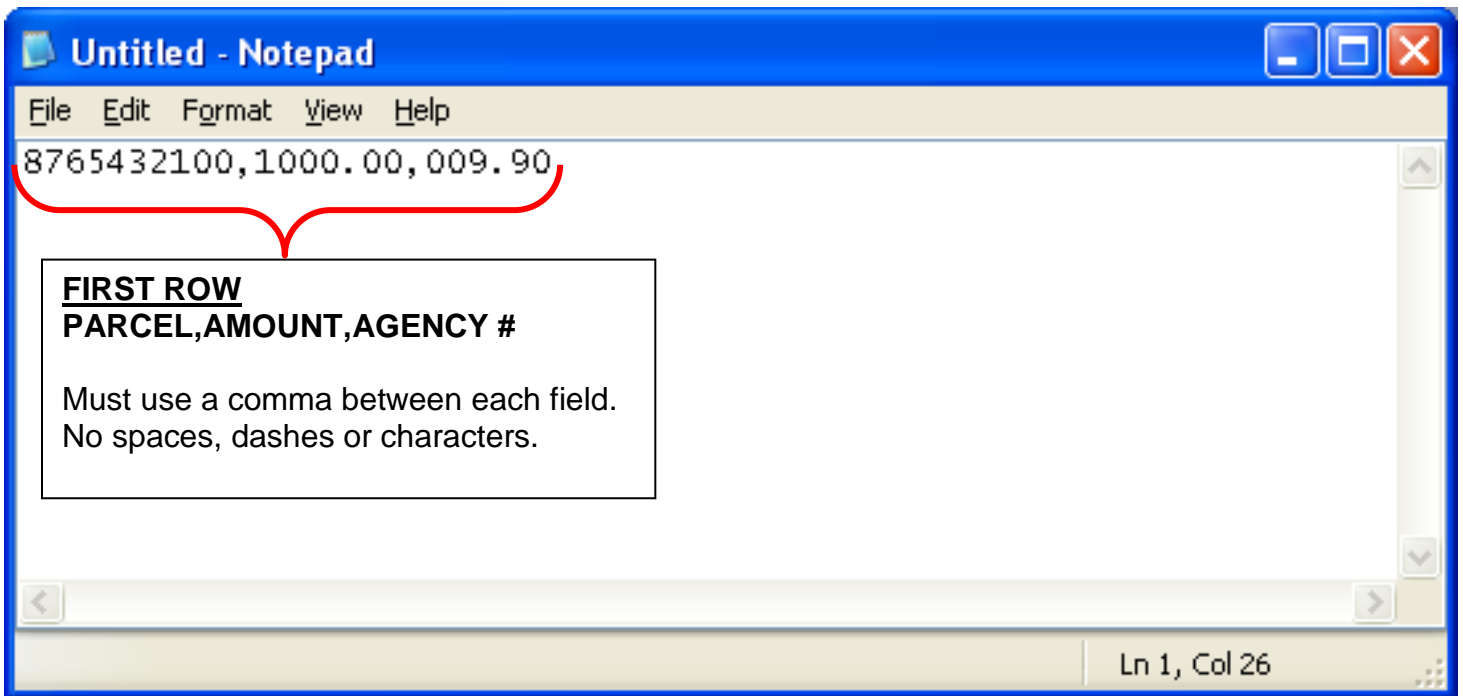 Untitled - Notepad
File Edit Format View Help
8765432100,1000.00,009.90
FIRST ROW
PARCEL,AMOUNT,AGENCY #
Must use a comma between each field.
No spaces, dashes or characters.
Ln 1, Col 26